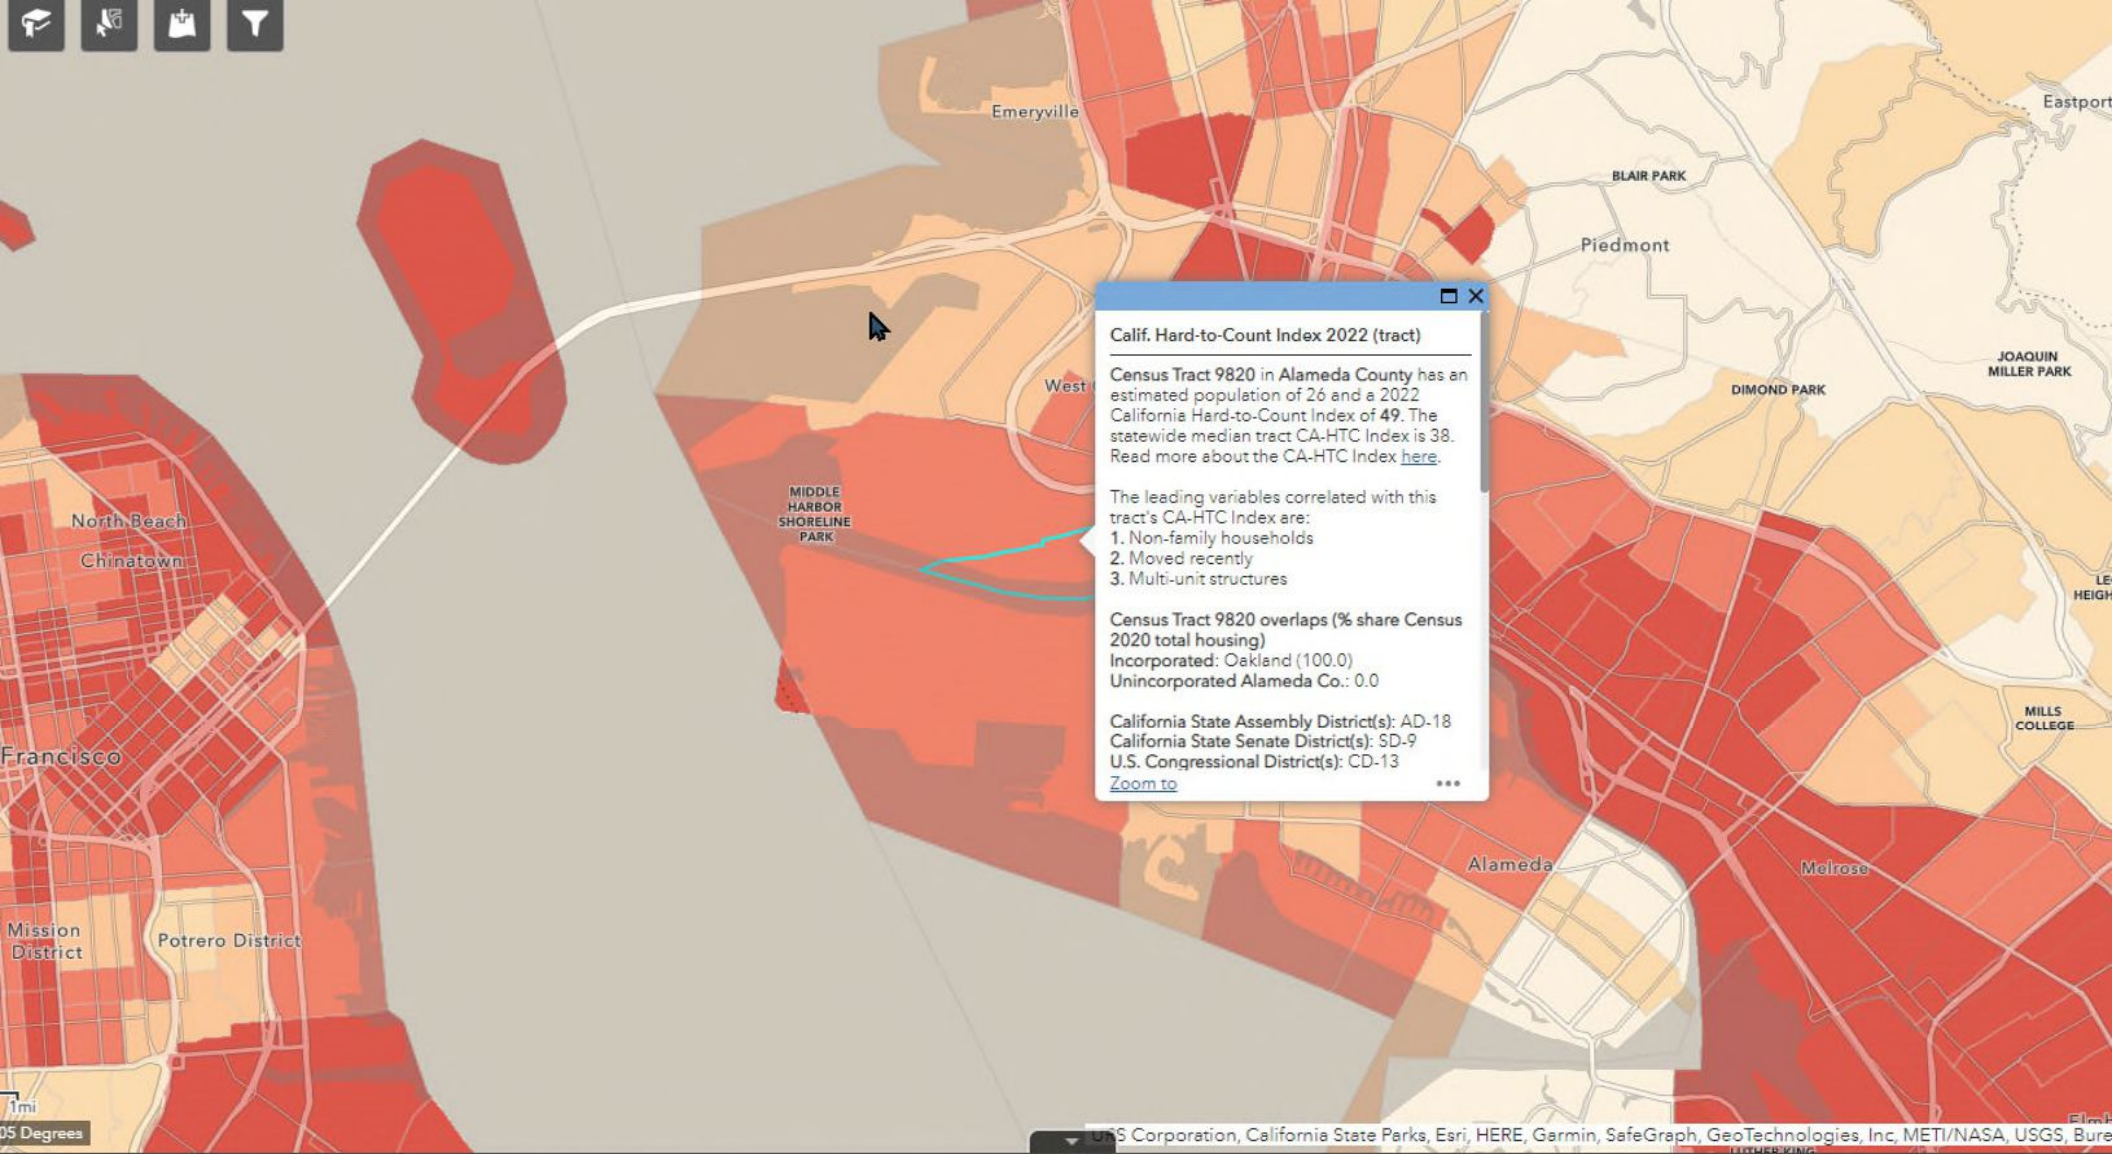 Emeryville
Eastport
BLAIR PARK
Piedmont
Calif. Hard-to-Count Index 2022 (tract)
JOAQUIN
MILLER PARK
Census Tract 9820 in Alameda County has an
West
DIMOND PARK
estimated population of 26 and a 2022
California Hard-to-Count Index of 49. The
statewide median tract CA-HTC Index is 38.
Read more about the CA-HTC Index here.
MIDDLE
HARBOR
SHORELINE
PARK
The leading variables correlated with this
tract's CA-HTC Index are:
1. Non-family households
2. Moved recently
3. Multi-unit structures
North Beach
Chinatown
LE
HEIGH
Census Tract 9820 overlaps (% share Census
2020 total housing)
Incorporated: Oakland (100.0)
Unincorporated Alameda Co.: 0.0
MILLS
COLLEGE
California State Assembly District(s): AD-18
California State Senate District(s): SD-9
U.S. Congressional District(s): CD-13
Zoom to
Francisco
Alameda
Melrose
Mission
District
Potrero District
1mi
05 Degrees
Corporation, California State Parks, Esri, HERE, Garmin, SafeGraph, GeoTechnologies, Inc, METI/NASA, USGS, Bure
LUTHER KING